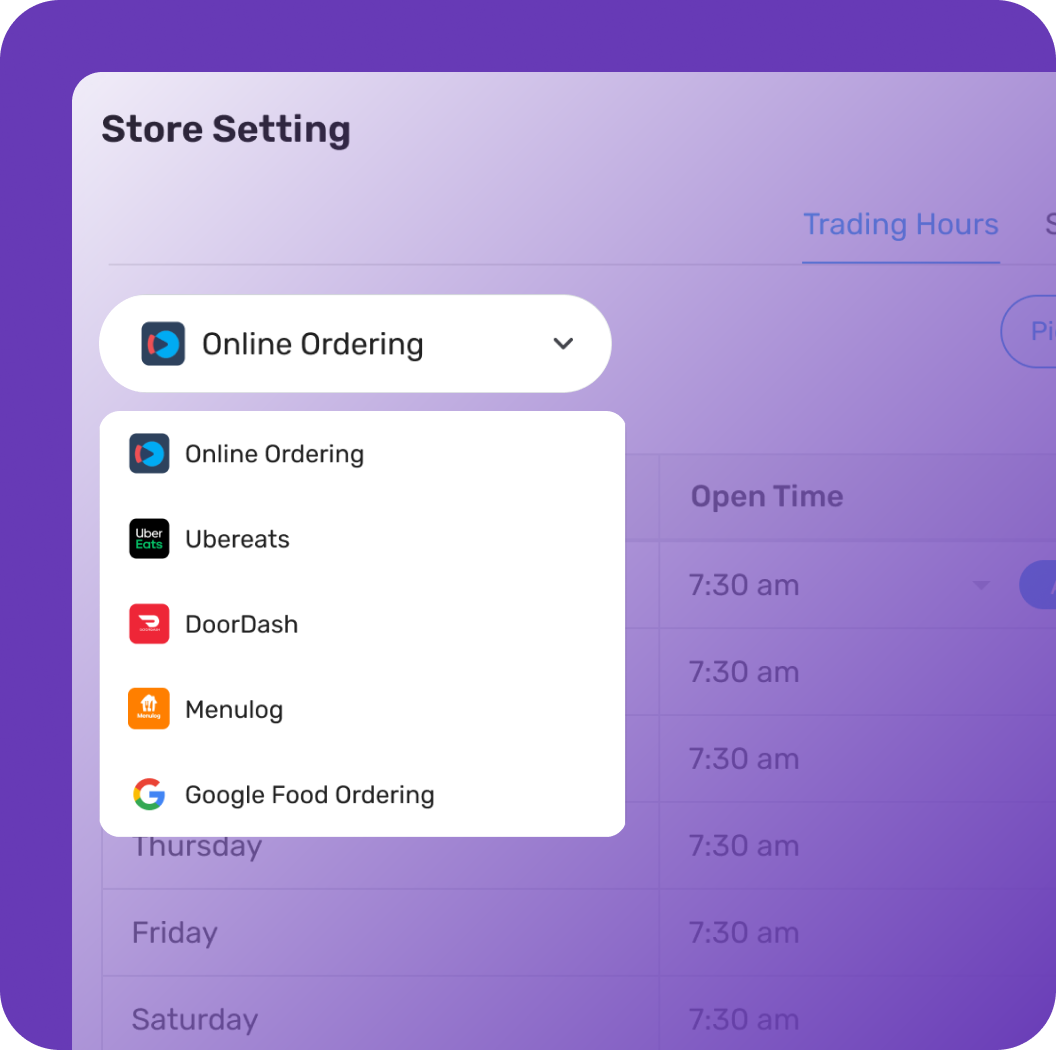 Store Setting
Trading Hours
Online Ordering
Online Ordering
Uber
Eats
Ubereats
DoorDash
Menulog
Menulog
Google Food Ordering
Open Time
7:30 am
7:30 am
7:30 am
Thursday 7:30 am
Friday 7:30 am
Saturday 7:30 am